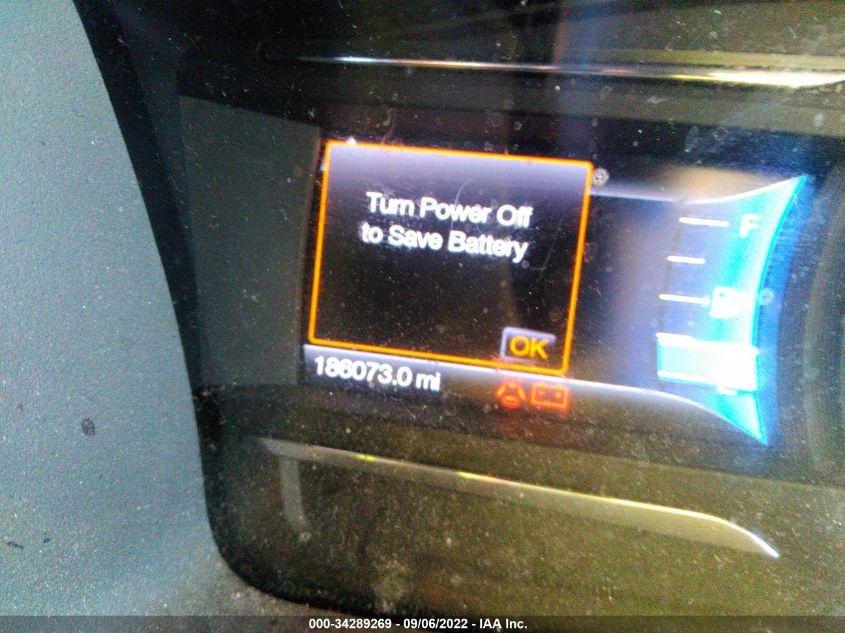 Turn Power Off
to Save Battery
F
OK
186073.0 mi
000-34289269 - 09/06/2022 - IAA Inc.